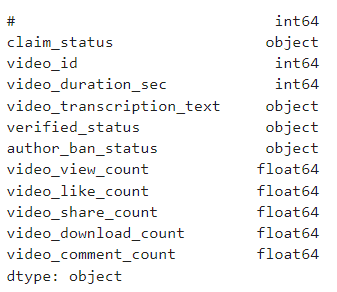 # int64
claim_status object
video_id int64
video_duration_sec int64
video_transcription_text object
verified_status object
author_ban_status object
video_view_count float64
video_like_count float64
video_share_count float64
video_download_count float64
video_comment_count float64
dtype: object